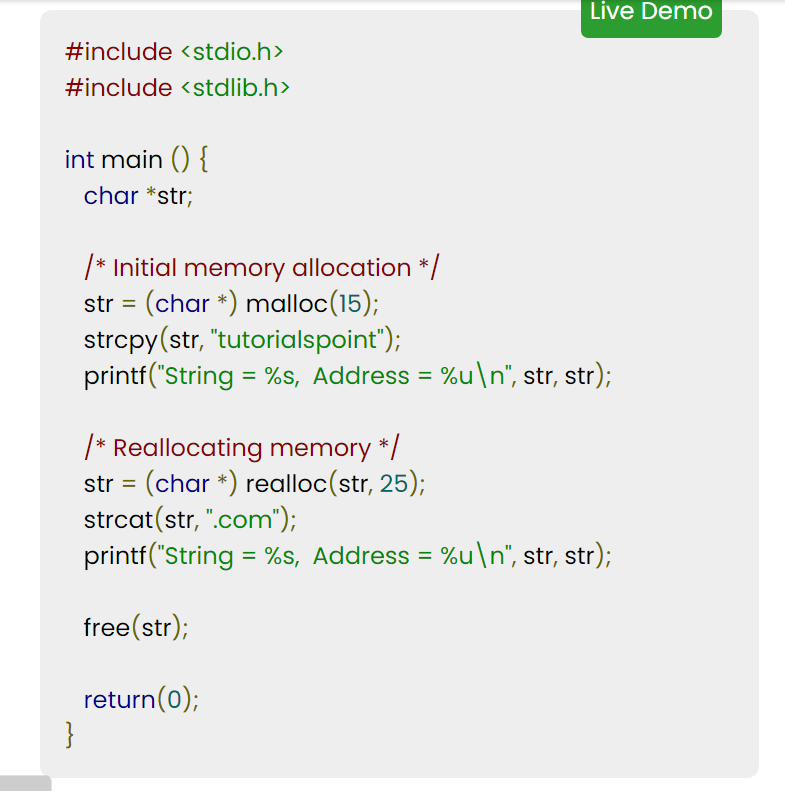 Live Demo
#include <stdio.h>
#include <stdlib.h>
int main () {
char *str;
/* Initial memory allocation */
str = (char *) malloc(15);
strcpy(str, "tutorialspoint");
printf("String = %s,  Address = %u\n", str, str);
/* Reallocating memory */
str = (char *) realloc(str, 25);
strcat(str, ".com");
printf("String = %s,  Address = %u\n", str, str);
free(str);
return(0);
}